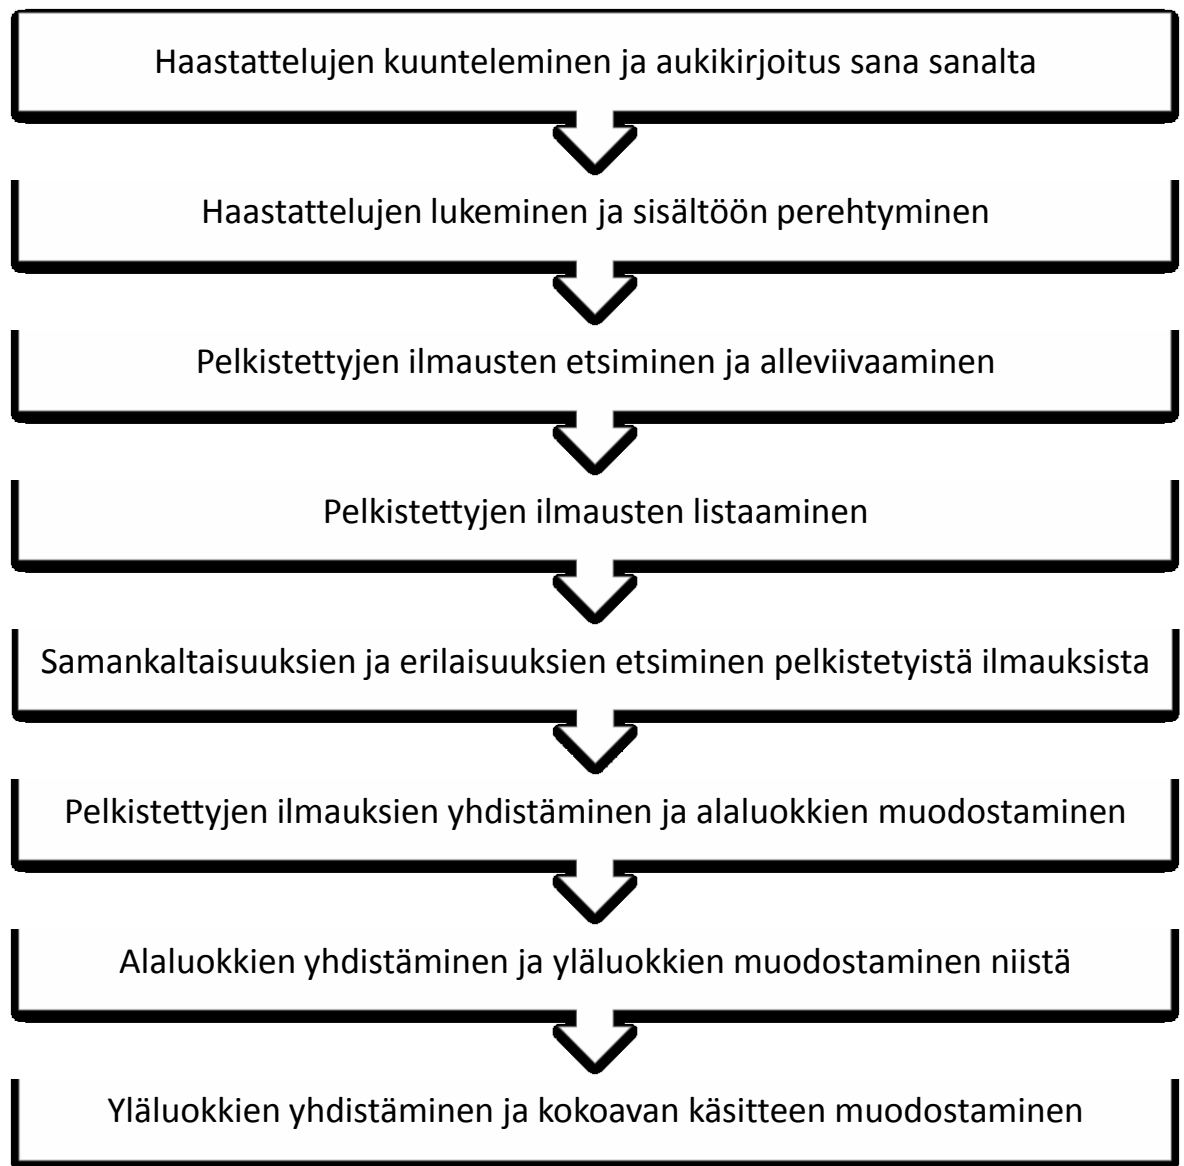 Haastattelujen kuunteleminen ja aukikirjoitus sana sanalta
Haastattelujen lukeminen ja sisältöön perehtyminen
Pelkistettyjen ilmausten etsiminen ja alleviivaaminen
Pelkistettyjen ilmausten listaaminen
Samankaltaisuuksien ja erilaisuuksien etsiminen pelkistetyistä ilmauksista
Pelkistettyjen ilmauksien yhdistäminen ja alaluokkien muodostaminen
Alaluokkien yhdistäminen ja yläluokkien muodostaminen niistä
Yläluokkien yhdistäminen ja kokoavan käsitteen muodostaminen